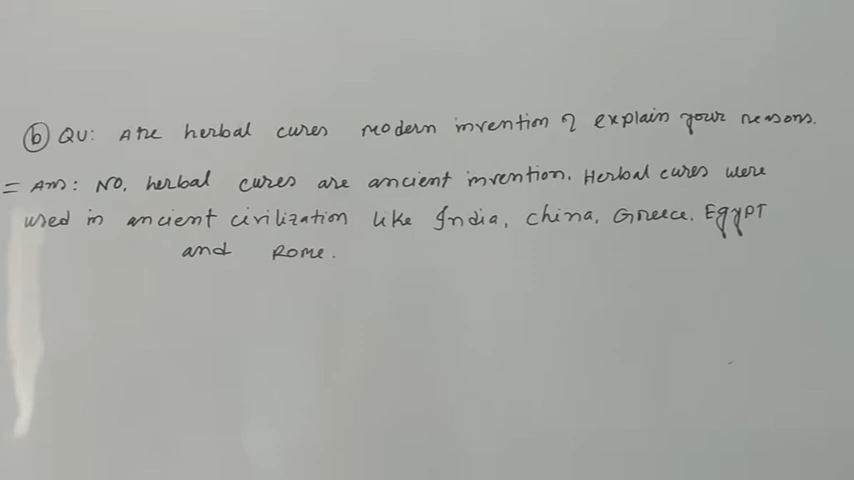 (b) QU: Are herbal cures modern invention ? explain your reasons.
= Ans: NO, herbal cures are ancient invention. Herbal cures were
used in ancient civilization like India, China, Greece, EgyPT
and Rome.